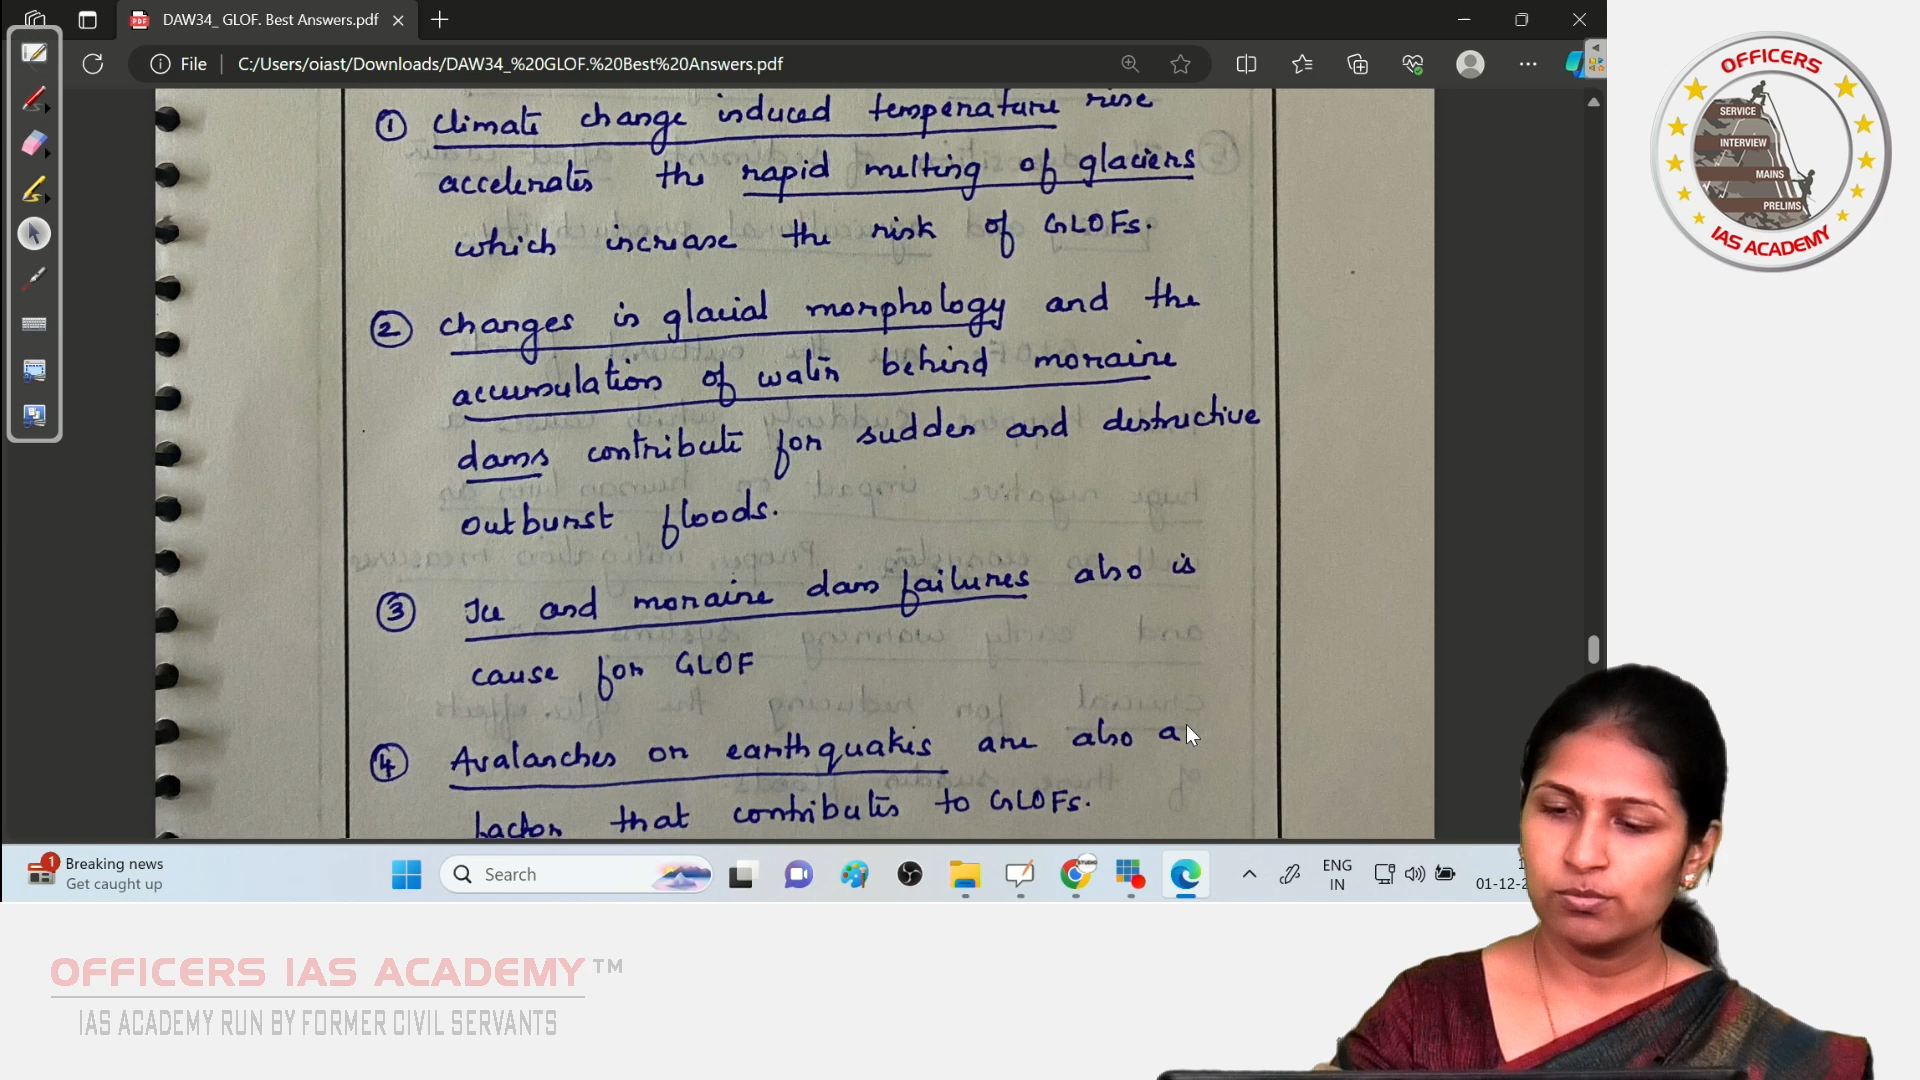 DAW34_ GLOF. Best Answers.pdf
File
C:/Users/oiast/Downloads/DAW34_%20GLOF.%20Best%20Answers.pdf
① Climate change induced temperature rise
accelerates the rapid melting of glaciers
which increase the risk of GLOFs.
② changes in glacial morphology and the
accumulation of water behind moraine
dams contribute for sudden and destructive
outburst floods.
③ Ice and moraine dam failures also is
cause for GLOF
④ Avalanches or earthquakes are also a
factor that contributes to GLOFs.
OFFICERS
SERVICE
INTERVIEW
MAINS
PRELIMS
IAS ACADEMY
1
Breaking news
Get caught up
Search
STUDIO
ENG
IN
01-12-2
OFFICERS IAS ACADEMY™
IAS ACADEMY RUN BY FORMER CIVIL SERVANTS